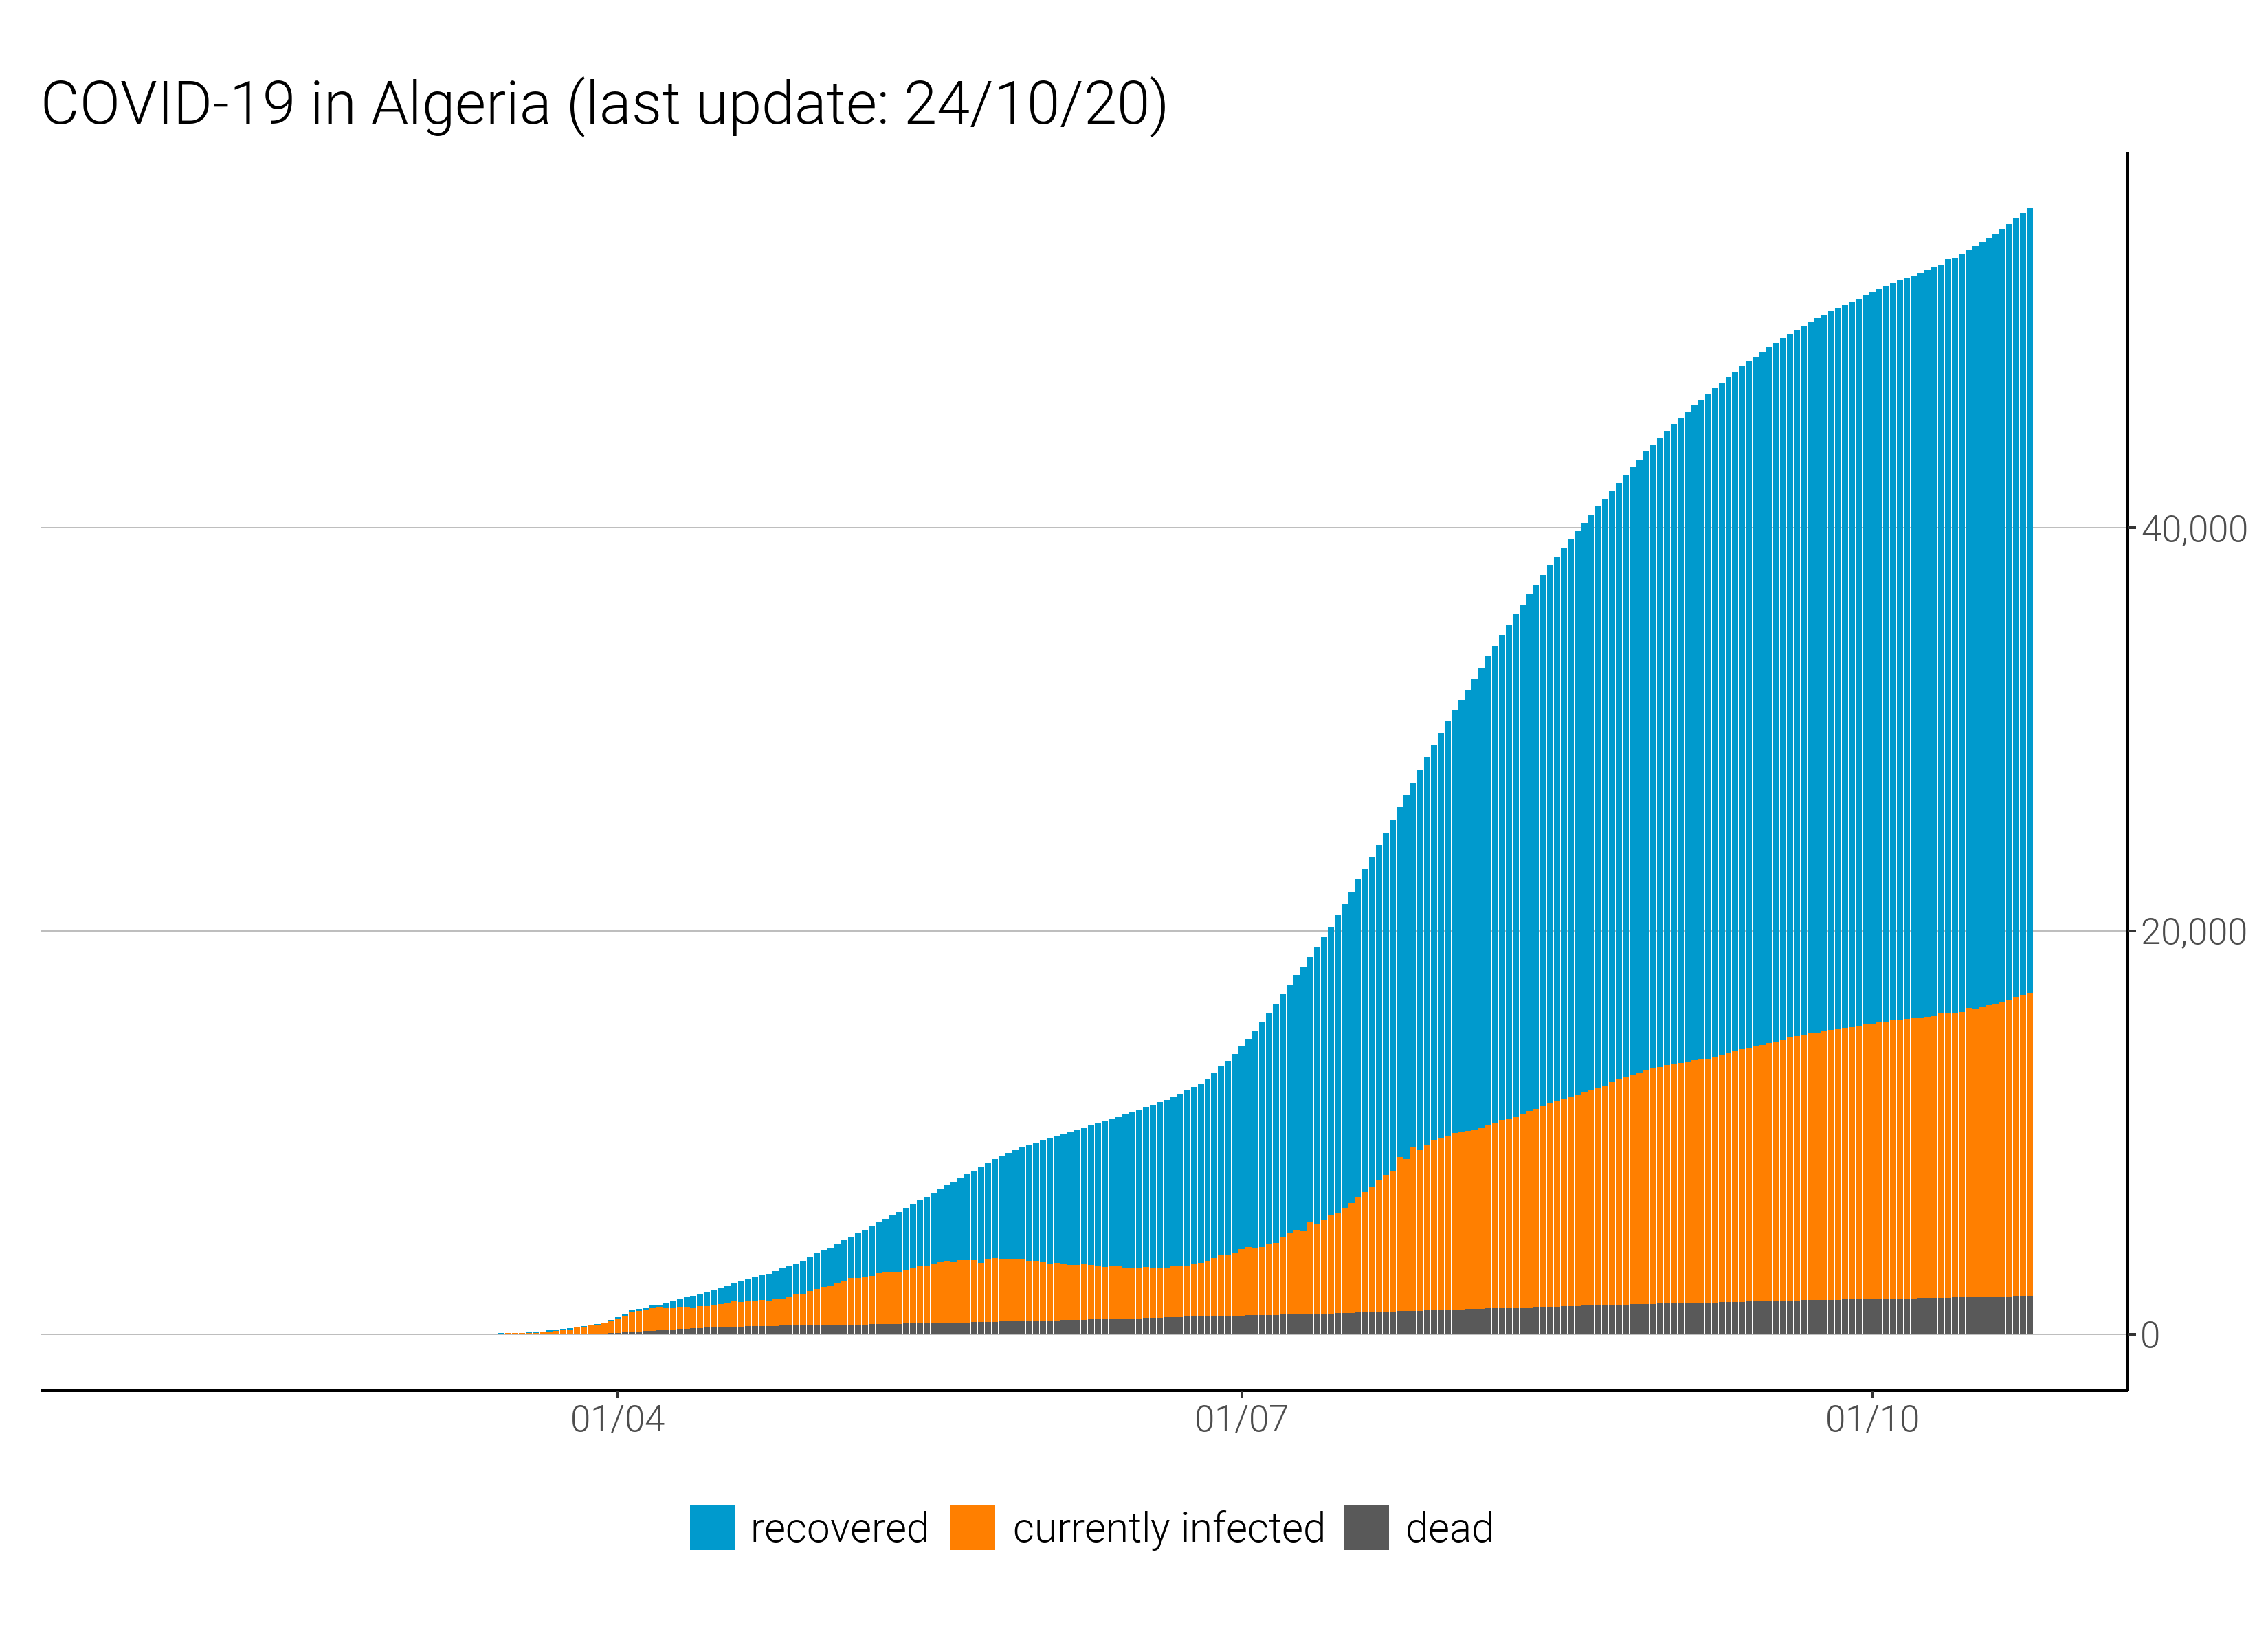 COVID-19 in Algeria (last update: 24/10/20)
40,000
20,000
0
01/04 01/07 01/10
recovered currently infected dead